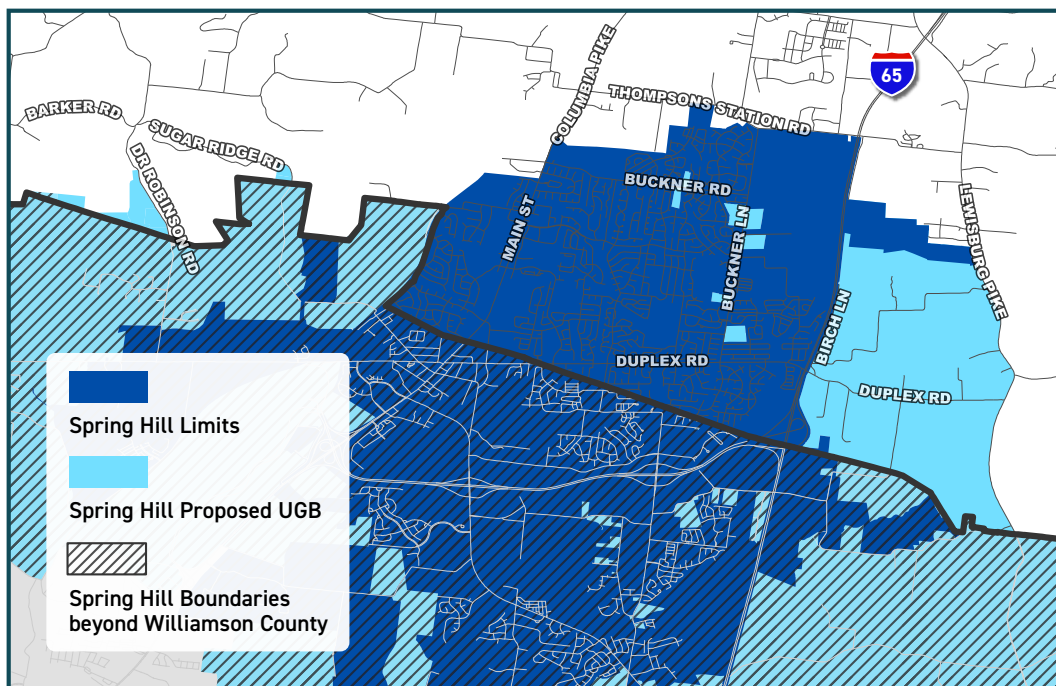 COLUMBIA PIKE
65
THOMPSONS STATION RD
BARKER RD
SUGAR RIDGE RD
DR ROBINSON RD
BUCKNER RD
LEWISBURG PIKE
MAIN ST
BUCKNER LN
BIRCH LN
DUPLEX RD
DUPLEX RD
Spring Hill Limits
Spring Hill Proposed UGB
Spring Hill Boundaries
beyond Williamson County